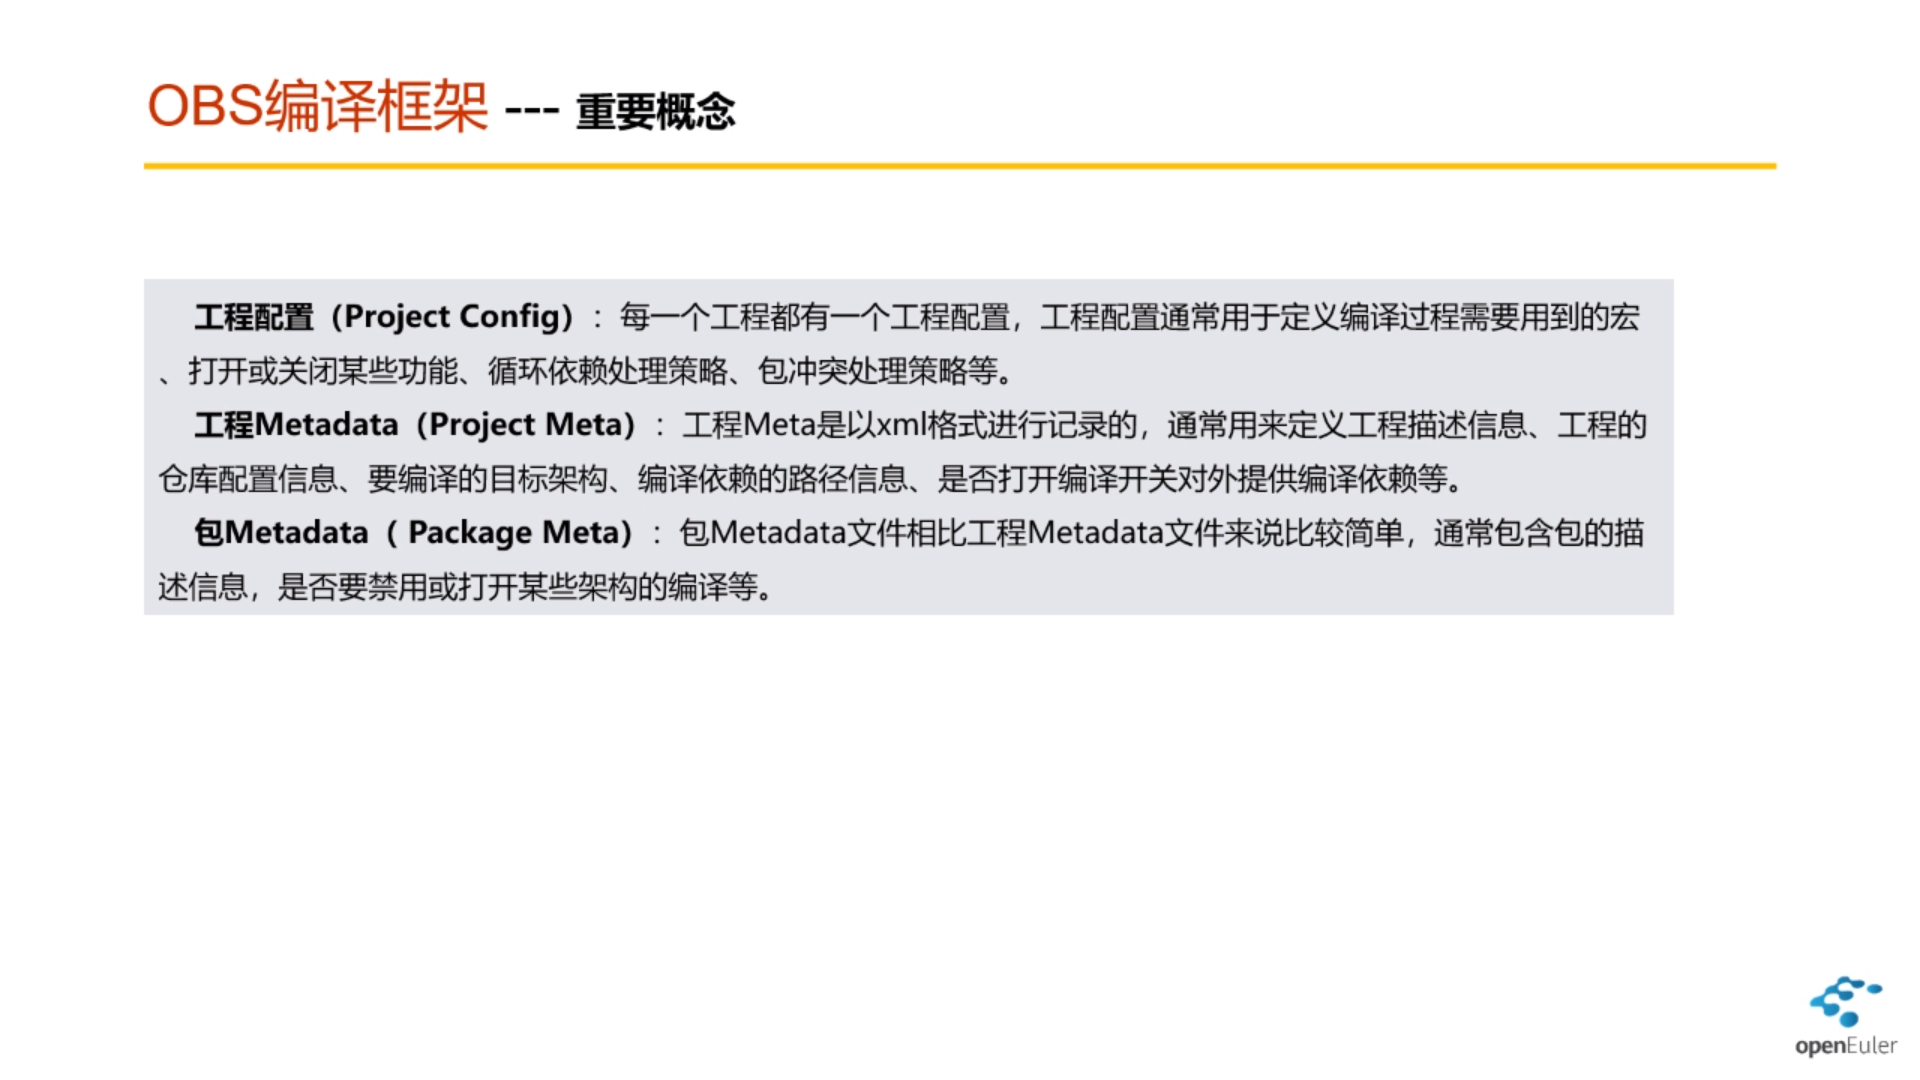 OBS编译框架 --- 重要概念
工程配置（Project Config）：每一个工程都有一个工程配置，工程配置通常用于定义编译过程需要用到的宏
、打开或关闭某些功能、循环依赖处理策略、包冲突处理策略等。
工程Metadata（Project Meta）：工程Meta是以xml格式进行记录的，通常用来定义工程描述信息、工程的
仓库配置信息、要编译的目标架构、编译依赖的路径信息、是否打开编译开关对外提供编译依赖等。
包Metadata（ Package Meta）：包Metadata文件相比工程Metadata文件来说比较简单，通常包含包的描
述信息，是否要禁用或打开某些架构的编译等。
openEuler